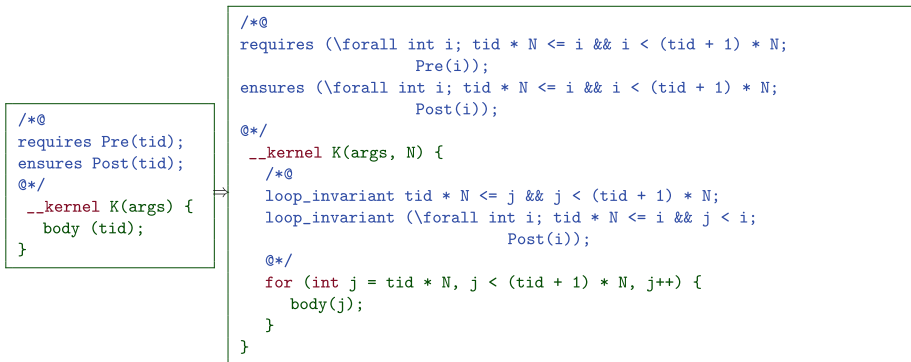 /*@
requires Pre(tid);
ensures Post(tid);
@*/
__kernel K(args) {
body (tid);
}
⇒
/*@
requires (\forall int i; tid * N <= i && i < (tid + 1) * N;
Pre(i));
ensures (\forall int i; tid * N <= i && i < (tid + 1) * N;
Post(i));
@*/
__kernel K(args, N) {
/*@
loop_invariant tid * N <= j && j < (tid + 1) * N;
loop_invariant (\forall int i; tid * N <= i && j < i;
Post(i));
@*/
for (int j = tid * N, j < (tid + 1) * N, j++) {
body(j);
}
}